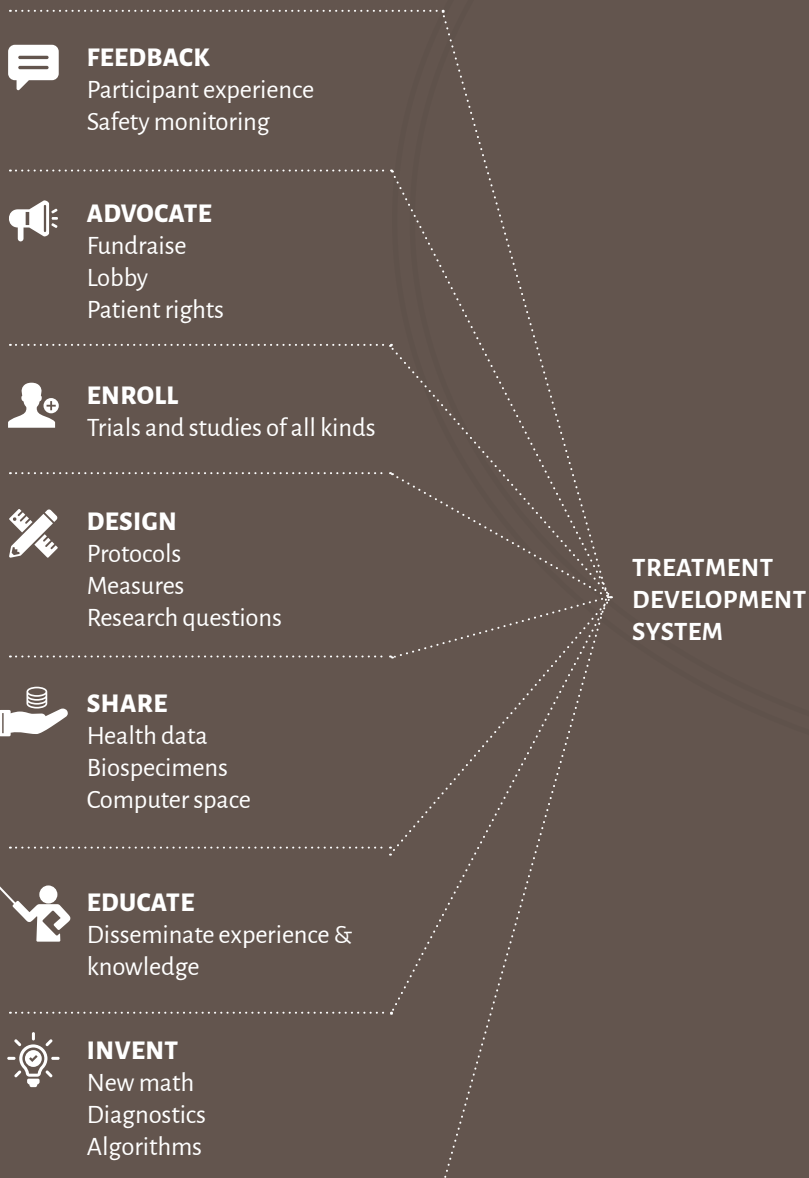 FEEDBACK
Participant experience
Safety monitoring
ADVOCATE
Fundraise
Lobby
Patient rights
ENROLL
Trials and studies of all kinds
DESIGN
Protocols
Measures
Research questions
SHARE
Health data
Biospecimens
Computer space
EDUCATE
Disseminate experience &
knowledge
INVENT
New math
Diagnostics
Algorithms
TREATMENT
DEVELOPMENT
SYSTEM